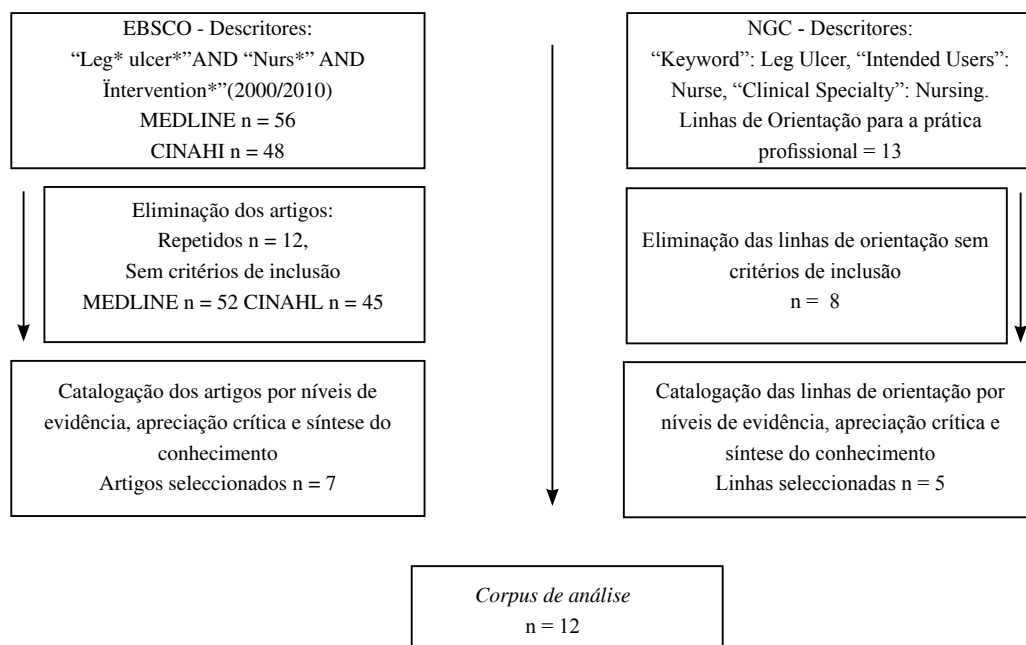 EBSCO - Descritores:
“Leg* ulcer*”AND “Nurs*” AND
Ïntervention*”(2000/2010)
MEDLINE n = 56
CINAHI n = 48
Eliminação dos artigos:
Repetidos n = 12,
Sem critérios de inclusão
MEDLINE n = 52 CINAHL n = 45
Catalogação dos artigos por níveis de
evidência, apreciação crítica e síntese do
conhecimento
Artigos seleccionados n = 7
NGC - Descritores:
“Keyword”: Leg Ulcer, “Intended Users”:
Nurse, “Clinical Specialty”: Nursing.
Linhas de Orientação para a prática
profissional = 13
Eliminação das linhas de orientação sem
critérios de inclusão
n = 8
Catalogação das linhas de orientação por
níveis de evidência, apreciação crítica e
síntese do conhecimento
Linhas seleccionadas n = 5
Corpus de análise
n = 12